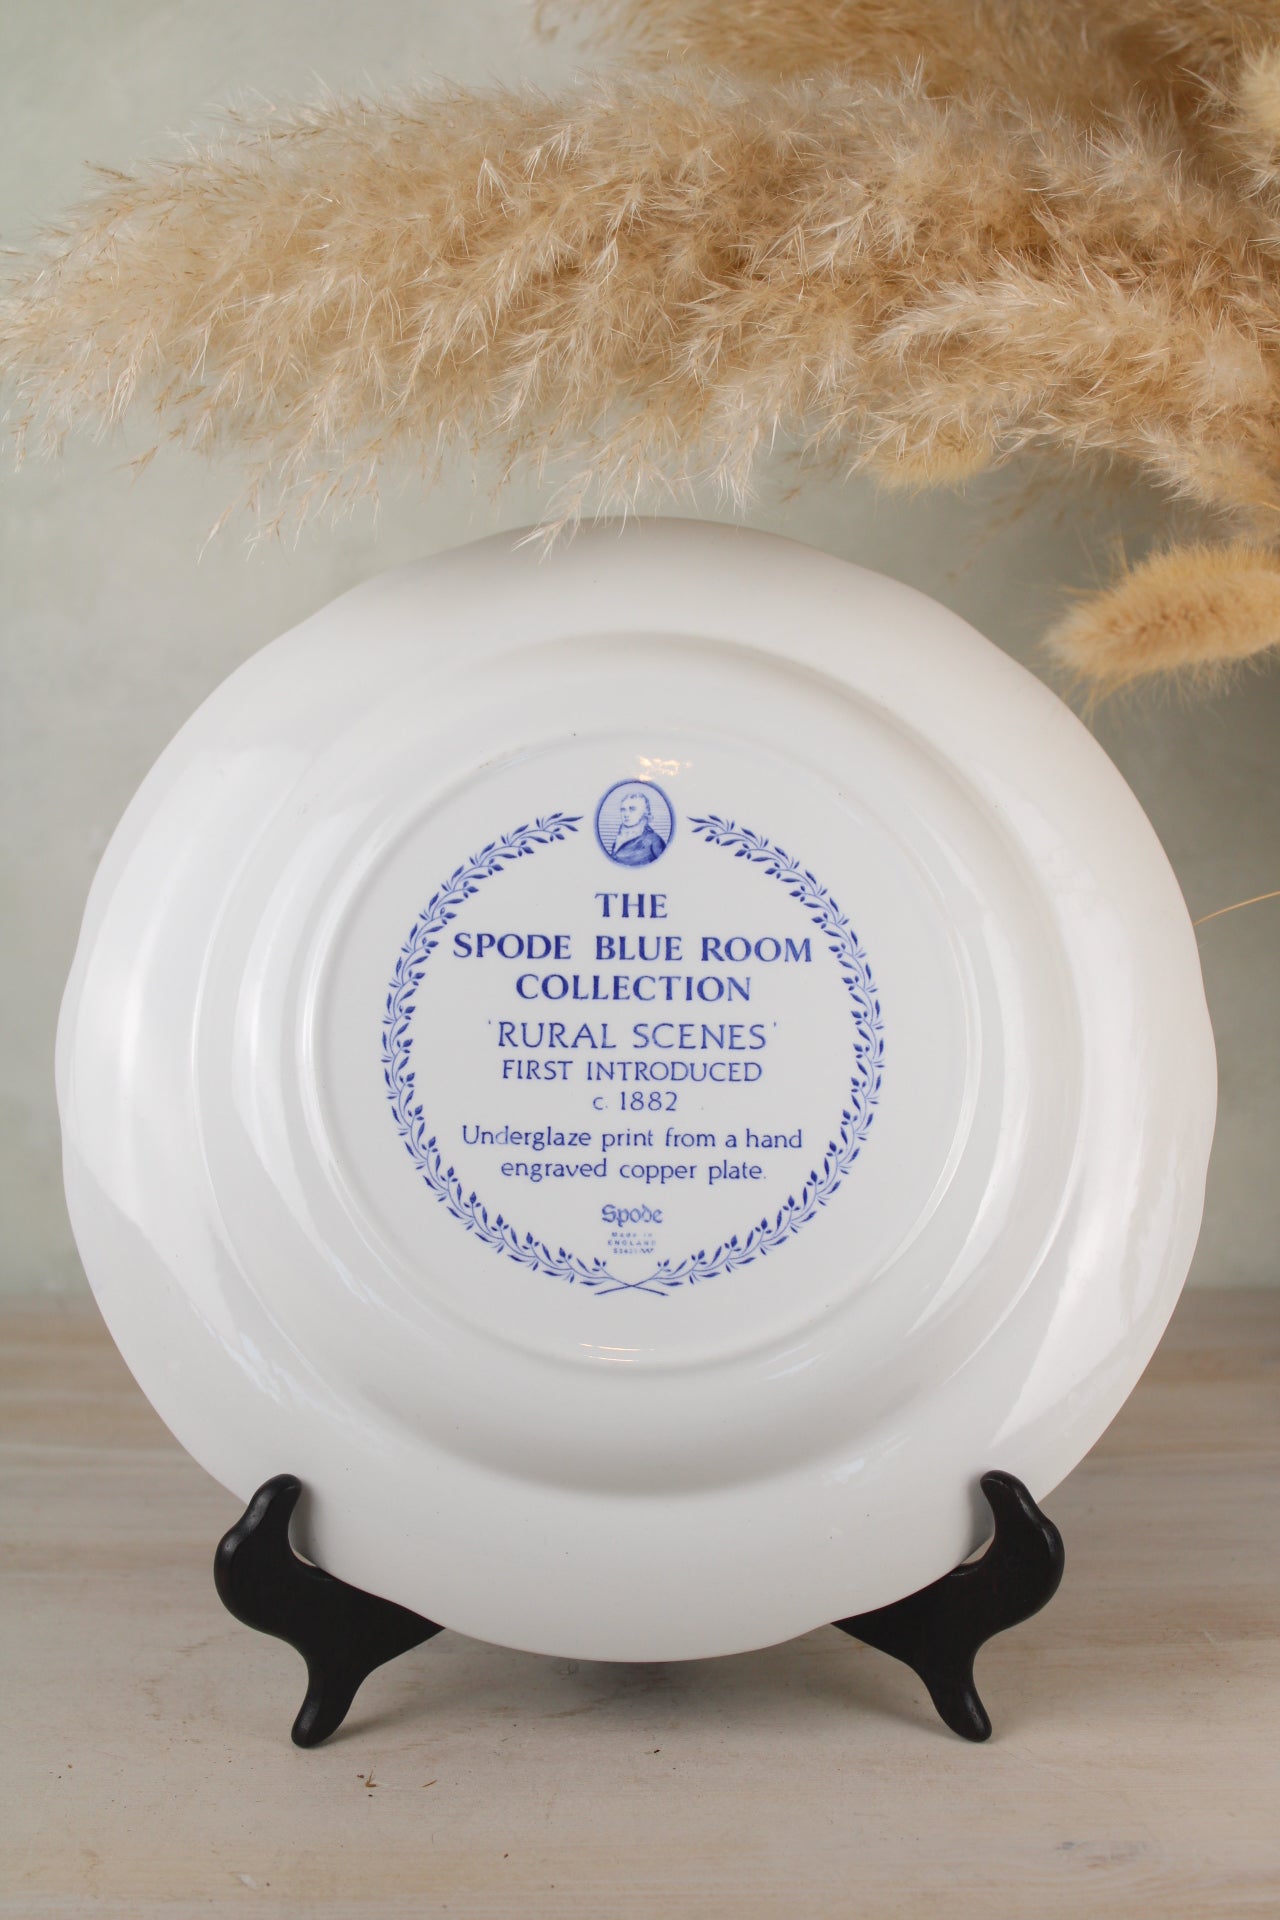 THE
SPODE BLUE ROOM
COLLECTION
'RURAL SCENES'
FIRST INTRODUCED
c. 1882
Underglaze print from a hand
engraved copper plate.
Spode
MADE IN
ENGLAND